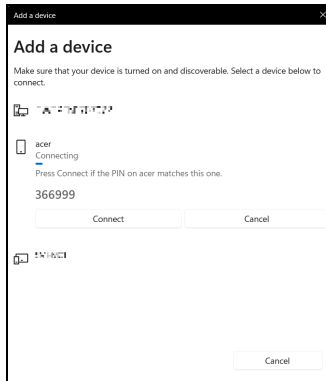 Add a device
Add a device
Make sure that your device is turned on and discoverable. Select a device below to
connect.
acer
Connecting
Press Connect if the PIN on acer matches this one.
366999
Connect Cancel
Cancel